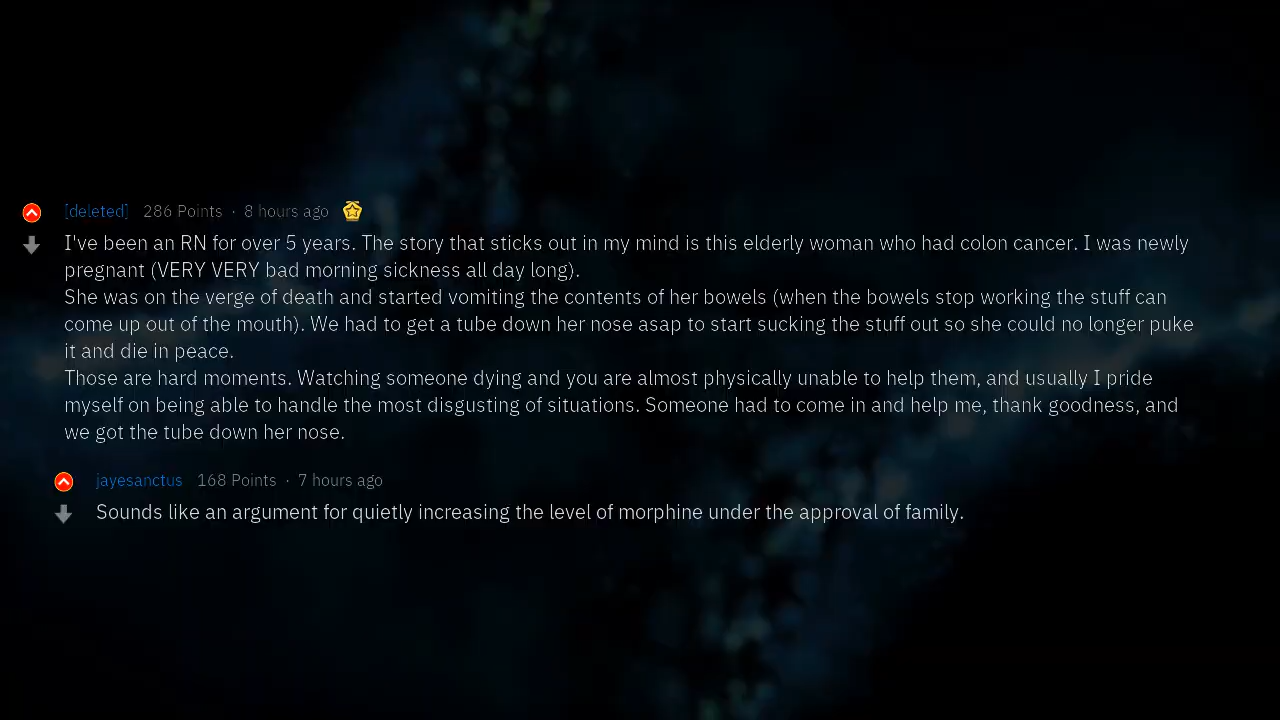 [deleted] 286 Points · 8 hours ago
I've been an RN for over 5 years. The story that sticks out in my mind is this elderly woman who had colon cancer. I was newly
pregnant (VERY VERY bad morning sickness all day long).
She was on the verge of death and started vomiting the contents of her bowels (when the bowels stop working the stuff can
come up out of the mouth). We had to get a tube down her nose asap to start sucking the stuff out so she could no longer puke
it and die in peace.
Those are hard moments. Watching someone dying and you are almost physically unable to help them, and usually I pride
myself on being able to handle the most disgusting of situations. Someone had to come in and help me, thank goodness, and
we got the tube down her nose.
jayesanctus 168 Points · 7 hours ago
Sounds like an argument for quietly increasing the level of morphine under the approval of family.